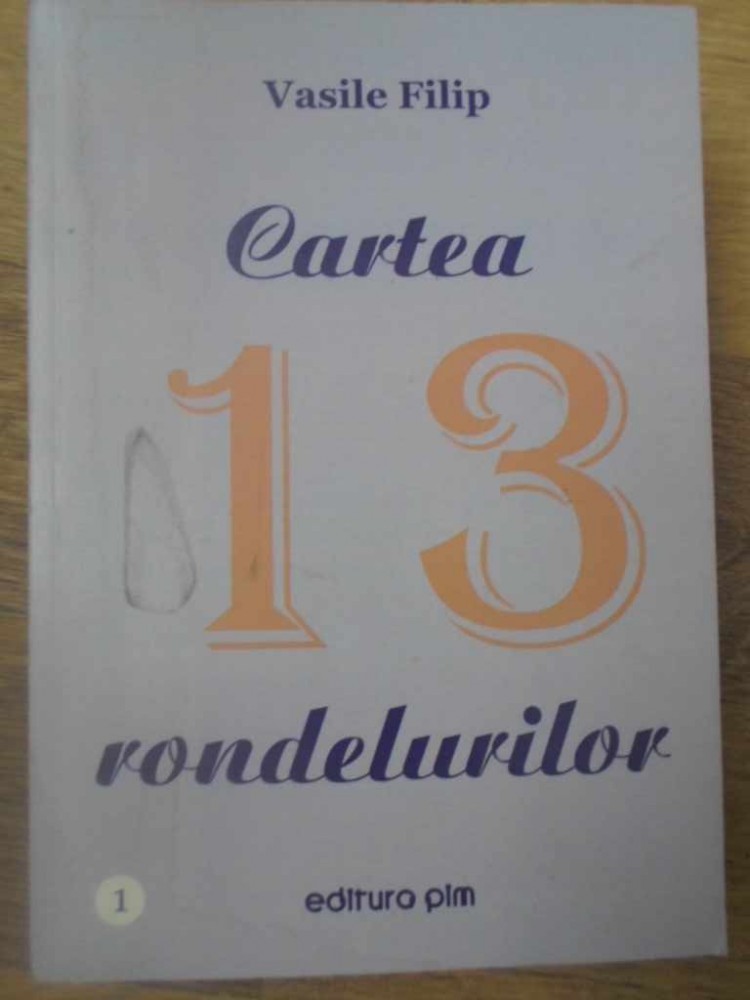 Vasile Filip
Cartea
13
rondelurilor
1
editura pim